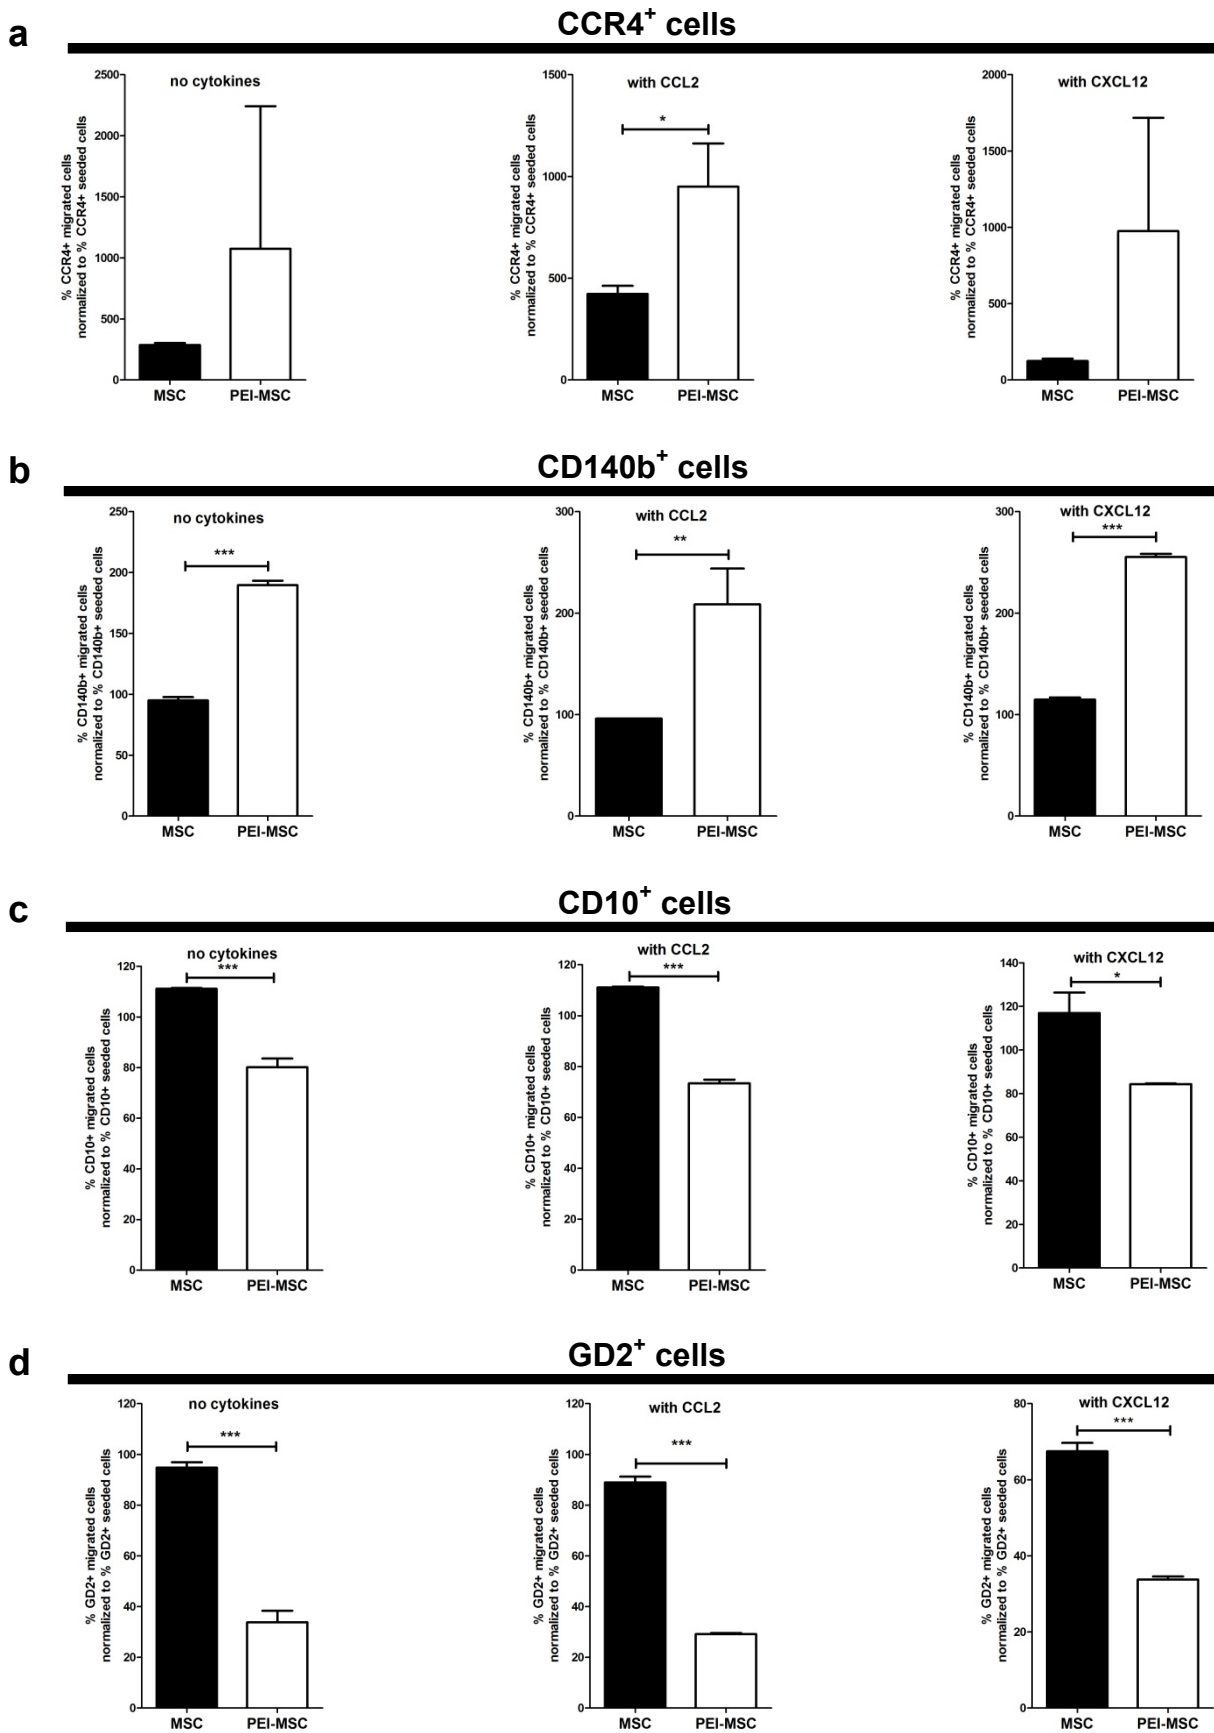 a
CCR4+ cells
no cytokines
% CCR4+ migrated cells
normalized to % CCR4+ seeded cells
2500
2000
1500
1000
500
0
MSC PEI-MSC
with CCL2
% CCR4+ migrated cells
normalized to % CCR4+ seeded cells
1500
1000
500
0
*
MSC PEI-MSC
with CXCL12
% CCR4+ migrated cells
normalized to % CCR4+ seeded cells
2000
1500
1000
500
0
MSC PEI-MSC
b
CD140b+ cells
no cytokines
% CD140b+ migrated cells
normalized to % CD140b+ seeded cells
250
200
150
100
50
0
***
MSC PEI-MSC
with CCL2
% CD140b+ migrated cells
normalized to % CD140b+ seeded cells
300
200
100
0
**
MSC PEI-MSC
with CXCL12
% CD140b+ migrated cells
normalized to % CD140b+ seeded cells
300
200
100
0
***
MSC PEI-MSC
c
CD10+ cells
no cytokines
% CD10+ migrated cells
normalized to % CD10+ seeded cells
120
100
80
60
40
20
0
***
MSC PEI-MSC
with CCL2
% CD10+ migrated cells
normalized to % CD10+ seeded cells
120
100
80
60
40
20
0
***
MSC PEI-MSC
with CXCL12
% CD10+ migrated cells
normalized to % CD10+ seeded cells
140
120
100
80
60
40
20
0
*
MSC PEI-MSC
d
GD2+ cells
no cytokines
% GD2+ migrated cells
normalized to % GD2+ seeded cells
120
100
80
60
40
20
0
***
MSC PEI-MSC
with CCL2
% GD2+ migrated cells
normalized to % GD2+ seeded cells
120
100
80
60
40
20
0
***
MSC PEI-MSC
with CXCL12
% GD2+ migrated cells
normalized to % GD2+ seeded cells
80
60
40
20
0
***
MSC PEI-MSC